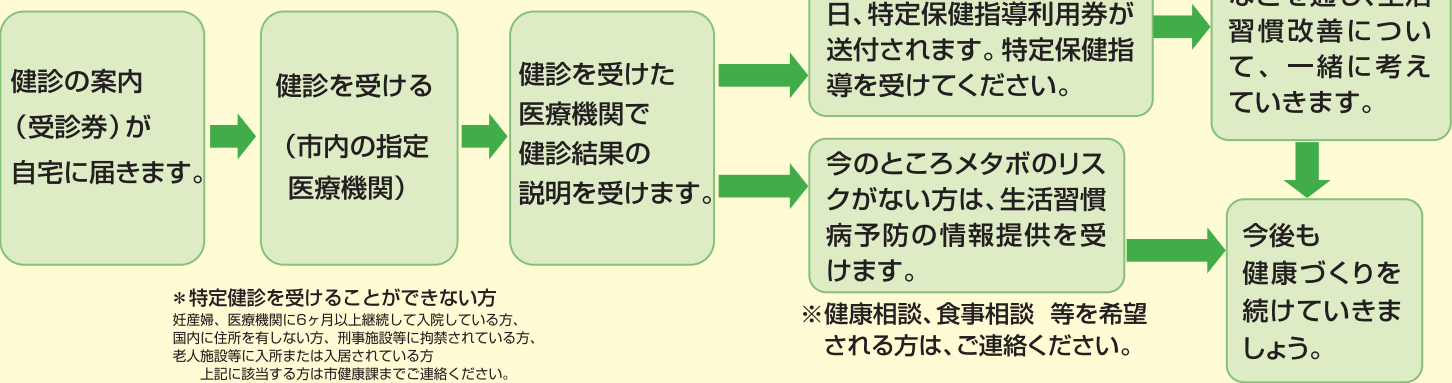 健診の案内
（受診券）が
自宅に届きます。
健診を受ける
（市内の指定
医療機関）
健診を受けた
医療機関で
健診結果の
説明を受けます。
日、特定保健指導利用券が
送付されます。特定保健指
導を受けてください。
などを通し、生活
習慣改善につい
て、一緒に考え
ていきます。
今のところメタボのリス
クがない方は、生活習慣
病予防の情報提供を受
けます。
今後も
健康づくりを
続けていきま
しょう。
＊特定健診を受けることができない方
妊産婦、医療機関に6ヶ月以上継続して入院している方、
国内に住所を有しない方、刑事施設等に拘禁されている方、
老人施設等に入所または入居されている方
上記に該当する方は市健康課までご連絡ください。
※健康相談、食事相談　等を希望
される方は、ご連絡ください。